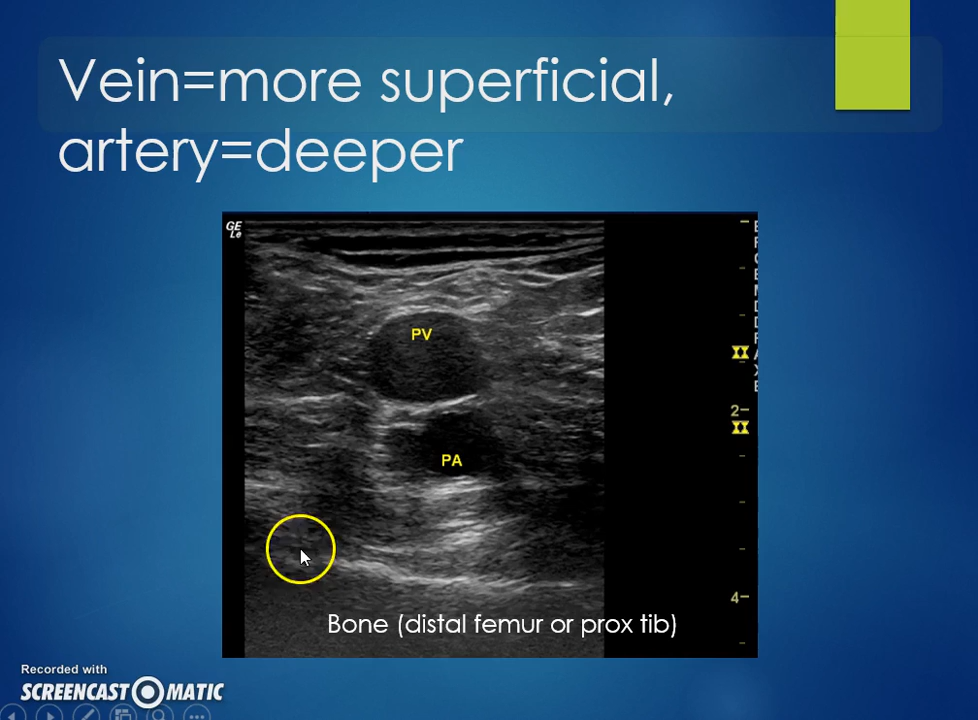 Vein=more superficial,
artery=deeper
GE
Le
PV
PA
2
4
Bone (distal femur or prox tib)
Recorded with
SCREENCAST MATIC